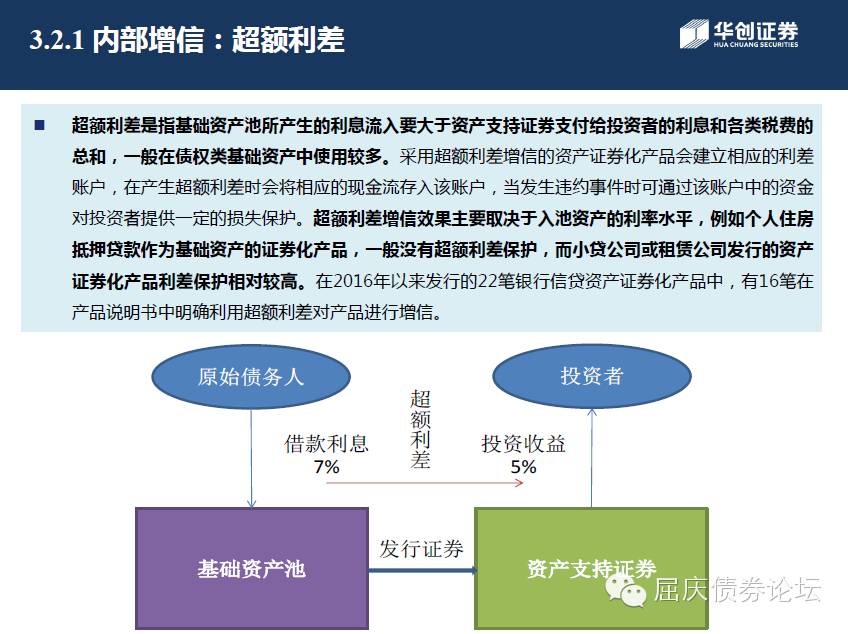 3.2.1 内部增信：超额利差
华创证券
HUA CHUANG SECURITIES
■ 超额利差是指基础资产池所产生的利息流入要大于资产支持证券支付给投资者的利息和各类税费的
总和，一般在债权类基础资产中使用较多。采用超额利差增信的资产证券化产品会建立相应的利差
账户，在产生超额利差时会将相应的现金流存入该账户，当发生违约事件时可通过该账户中的资金
对投资者提供一定的损失保护。超额利差增信效果主要取决于入池资产的利率水平，例如个人住房
抵押贷款作为基础资产的证券化产品，一般没有超额利差保护，而小贷公司或租赁公司发行的资产
证券化产品利差保护相对较高。在2016年以来发行的22笔银行信贷资产证券化产品中，有16笔在
产品说明书中明确利用超额利差对产品进行增信。
原始债务人
投资者
超额利差
借款利息
7%
投资收益
5%
基础资产池
发行证券
资产支持证券
屈庆债券论坛